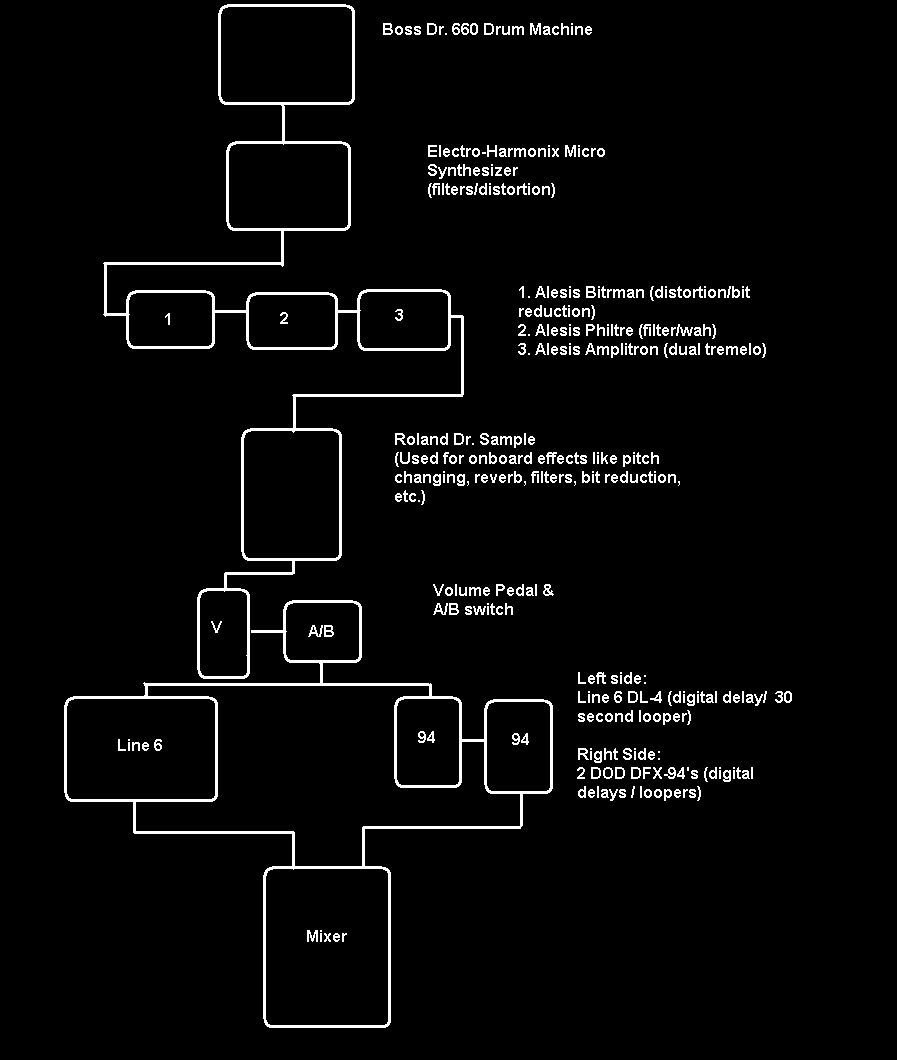 Boss Dr. 660 Drum Machine
Electro-Harmonix Micro
Synthesizer
(filters/distortion)
1. Alesis Bitrman (distortion/bit
reduction)
2. Alesis Philtre (filter/wah)
3. Alesis Amplitron (dual tremelo)
1
2
3
Roland Dr. Sample
(Used for onboard effects like pitch
changing, reverb, filters, bit reduction,
etc.)
Volume Pedal &
A/B switch
V
A/B
Left side:
Line 6 DL-4 (digital delay/ 30
second looper)
Right Side:
2 DOD DFX-94's (digital
delays / loopers)
Line 6
94
94
Mixer